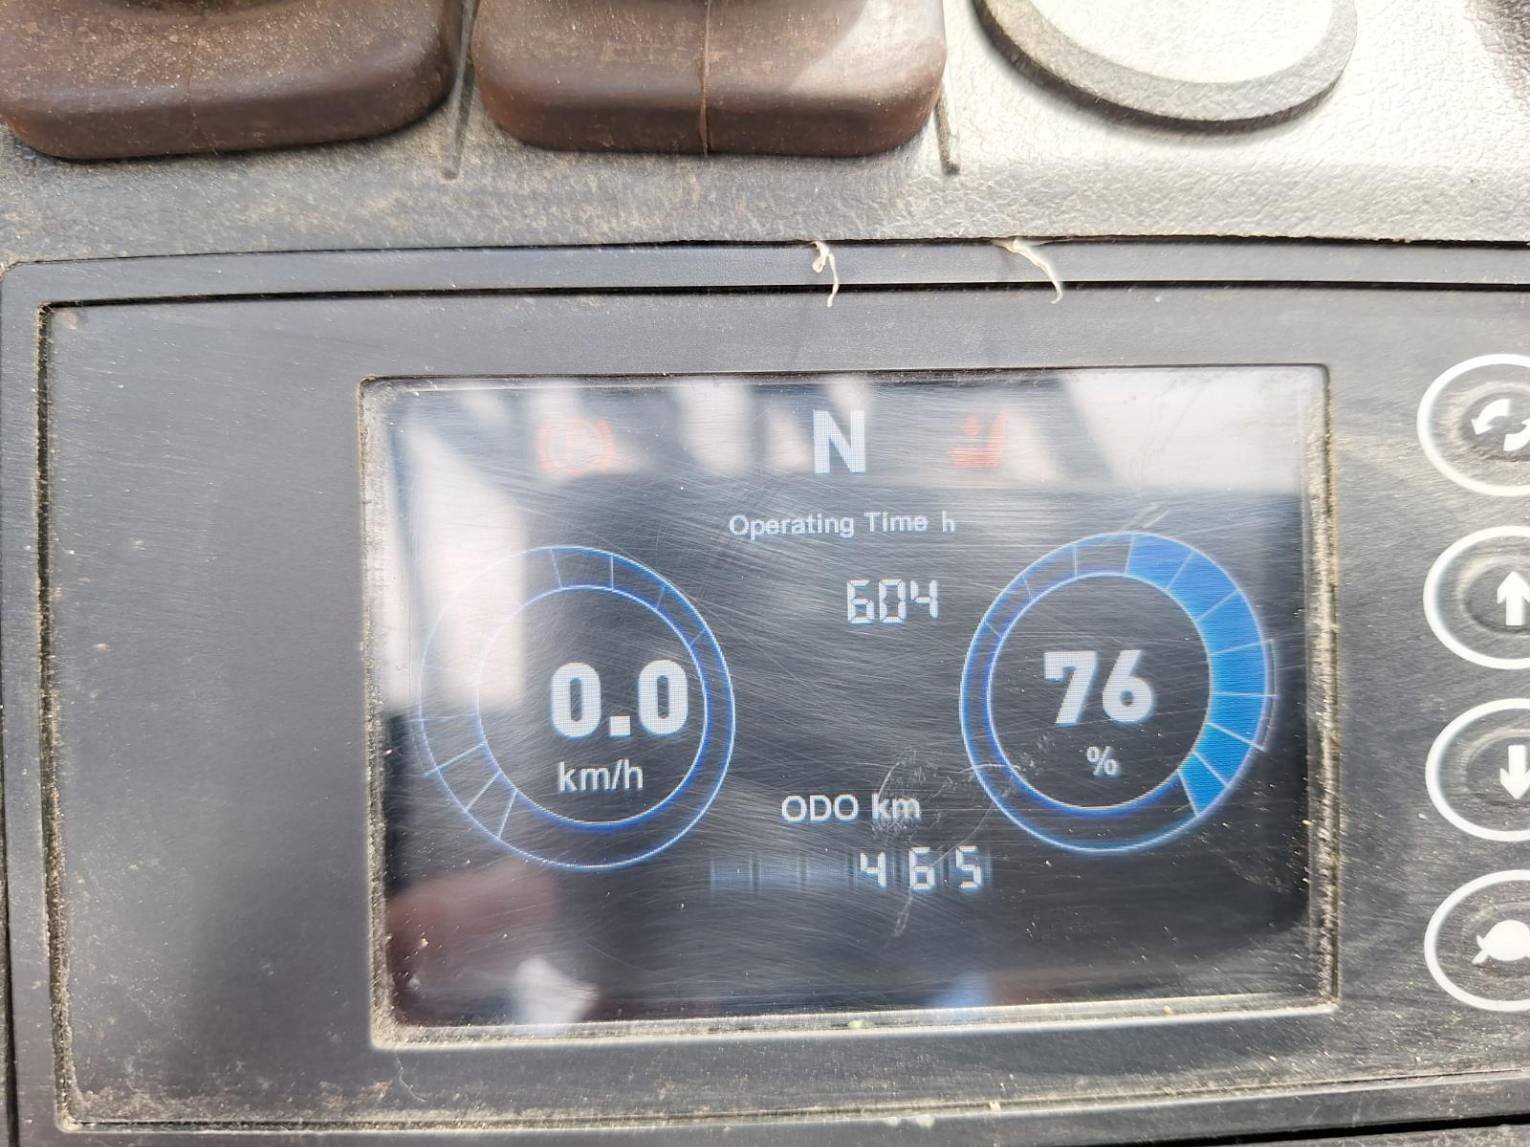 (P)
N
Operating Time h
604
0.0
km/h
76
%
ODO km
465